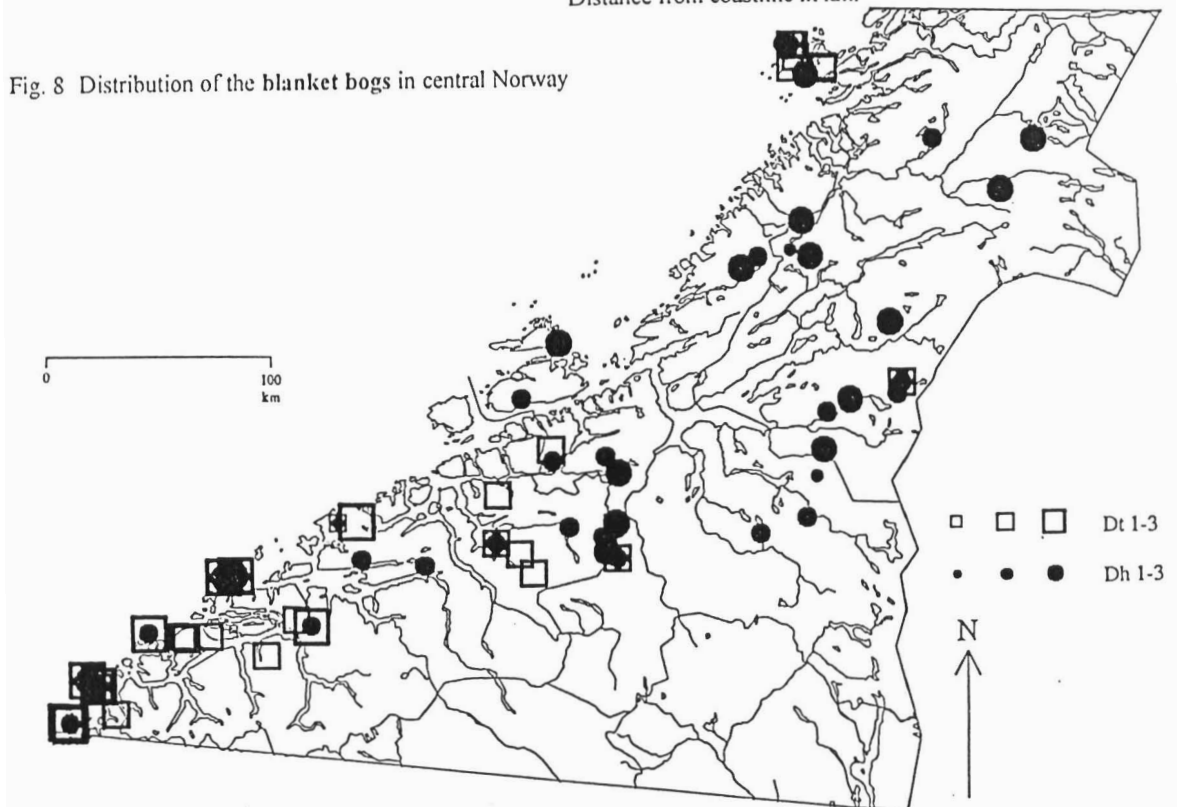 Distance from coastline in km.
Fig. 8 Distribution of the blanket bogs in central Norway
0 100
km
Dt 1-3
Dh 1-3
N